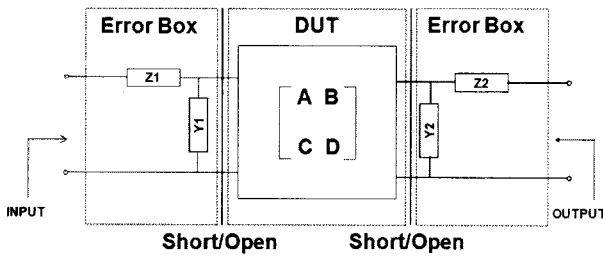 Error Box DUT Error Box
Z1 Z2
Y1 A B Y2
C D
INPUT OUTPUT
Short/Open Short/Open